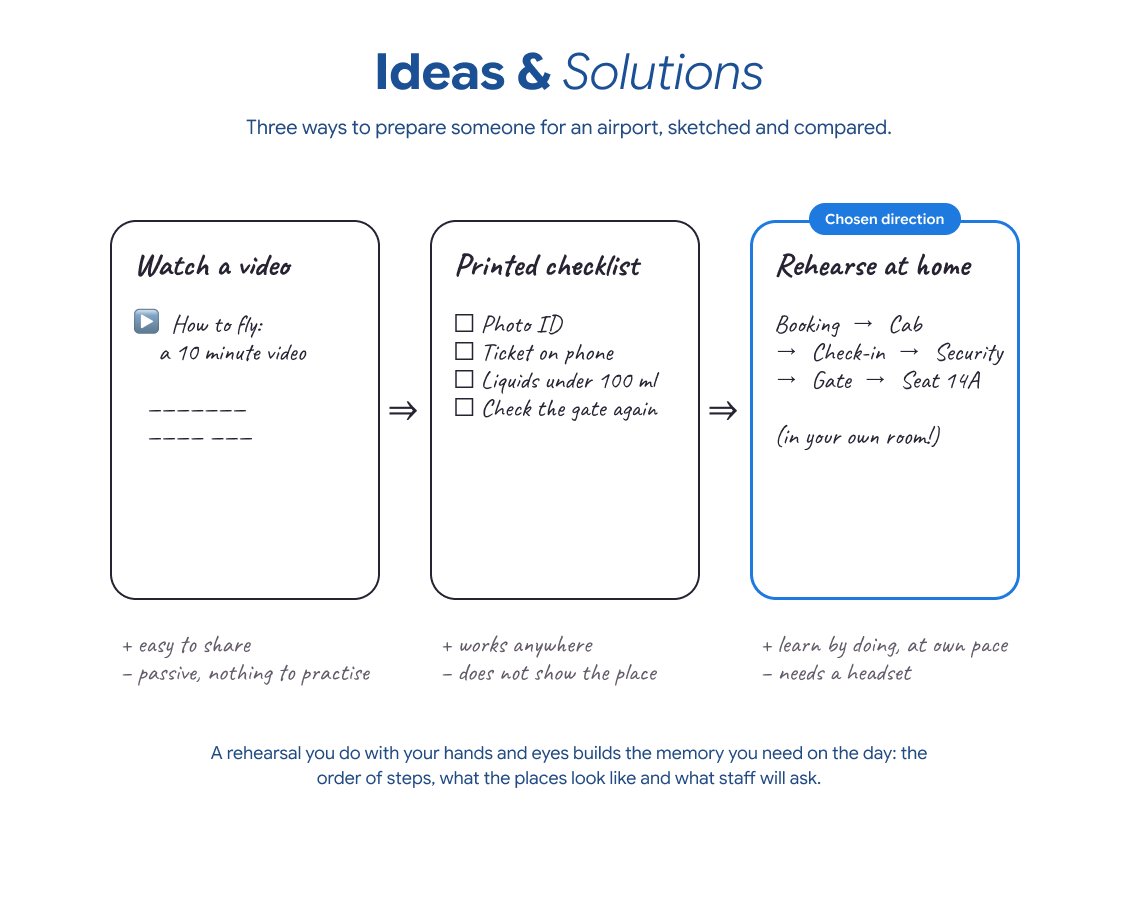 Ideas & Solutions
Three ways to prepare someone for an airport, sketched and compared.
Watch a video
▶ How to fly:
a 10 minute video
_______
____ ___
⇒
Printed checklist
☐ Photo ID
☐ Ticket on phone
☐ Liquids under 100 ml
☐ Check the gate again
⇒
Chosen direction
Rehearse at home
Booking → Cab
→ Check-in → Security
→ Gate → Seat 14A
(in your own room!)
+ easy to share
– passive, nothing to practise
+ works anywhere
– does not show the place
+ learn by doing, at own pace
– needs a headset
A rehearsal you do with your hands and eyes builds the memory you need on the day: the
order of steps, what the places look like and what staff will ask.